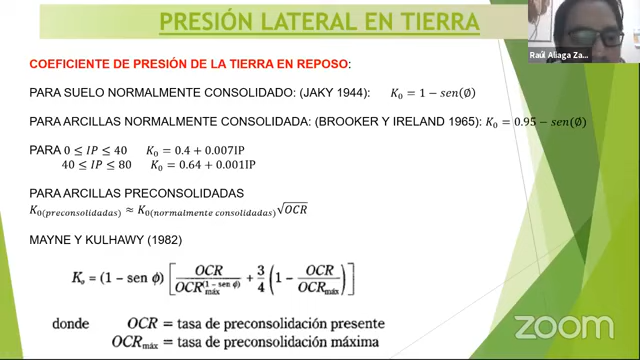 PRESIÓN LATERAL EN TIERRA
Raúl Aliaga Za...
COEFICIENTE DE PRESIÓN DE LA TIERRA EN REPOSO:
PARA SUELO NORMALMENTE CONSOLIDADO: (JAKY 1944): K₀ = 1 − sen(∅)
PARA ARCILLAS NORMALMENTE CONSOLIDADA: (BROOKER Y IRELAND 1965): K₀ = 0.95 − sen(∅)
PARA 0 ≤ IP ≤ 40 K₀ = 0.4 + 0.007IP
40 ≤ IP ≤ 80 K₀ = 0.64 + 0.001IP
PARA ARCILLAS PRECONSOLIDADAS
K₀(preconsolidadas) ≈ K₀(normalmente consolidadas)√OCR
MAYNE Y KULHAWY (1982)
Kₒ = (1 − sen ϕ) [OCR / OCRmáx^(1 − sen ϕ) + 3/4 (1 − OCR / OCRmáx)]
donde OCR = tasa de preconsolidación presente
OCRmáx = tasa de preconsolidación máxima
zoom